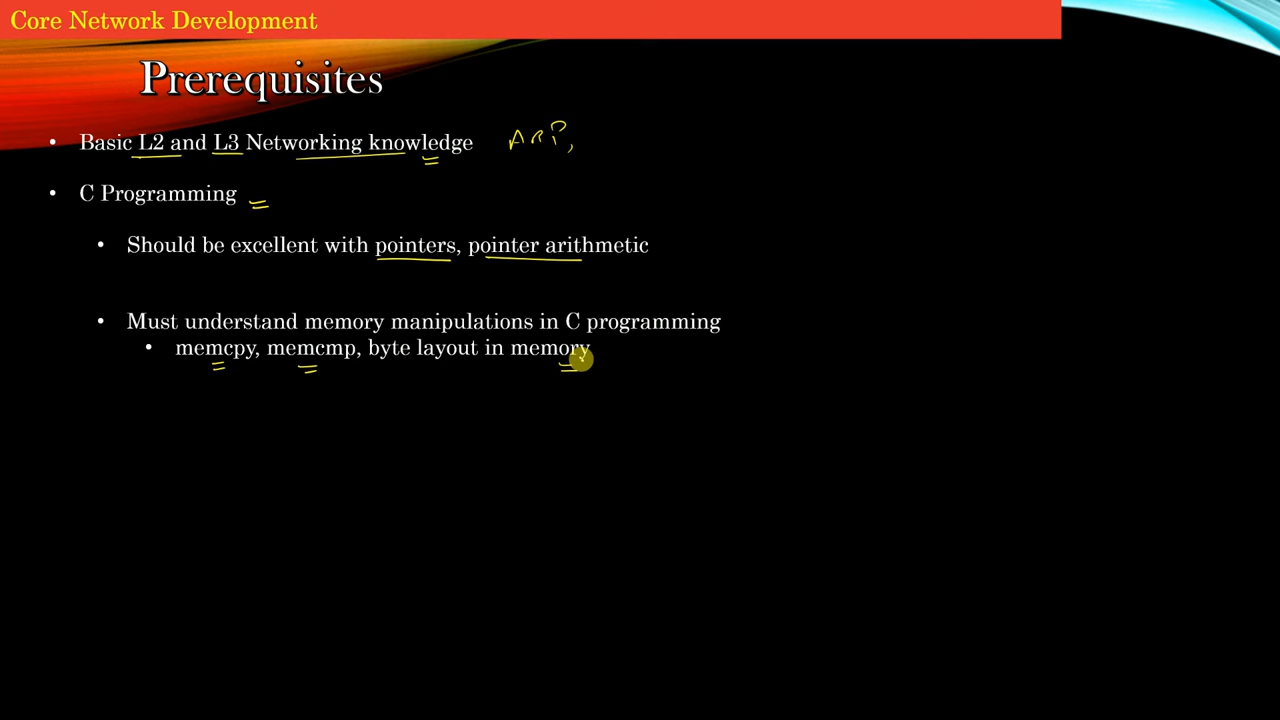 Core Network Development
Prerequisites
• Basic L2 and L3 Networking knowledge ARP,
• C Programming
• Should be excellent with pointers, pointer arithmetic
• Must understand memory manipulations in C programming
• memcpy, memcmp, byte layout in memory